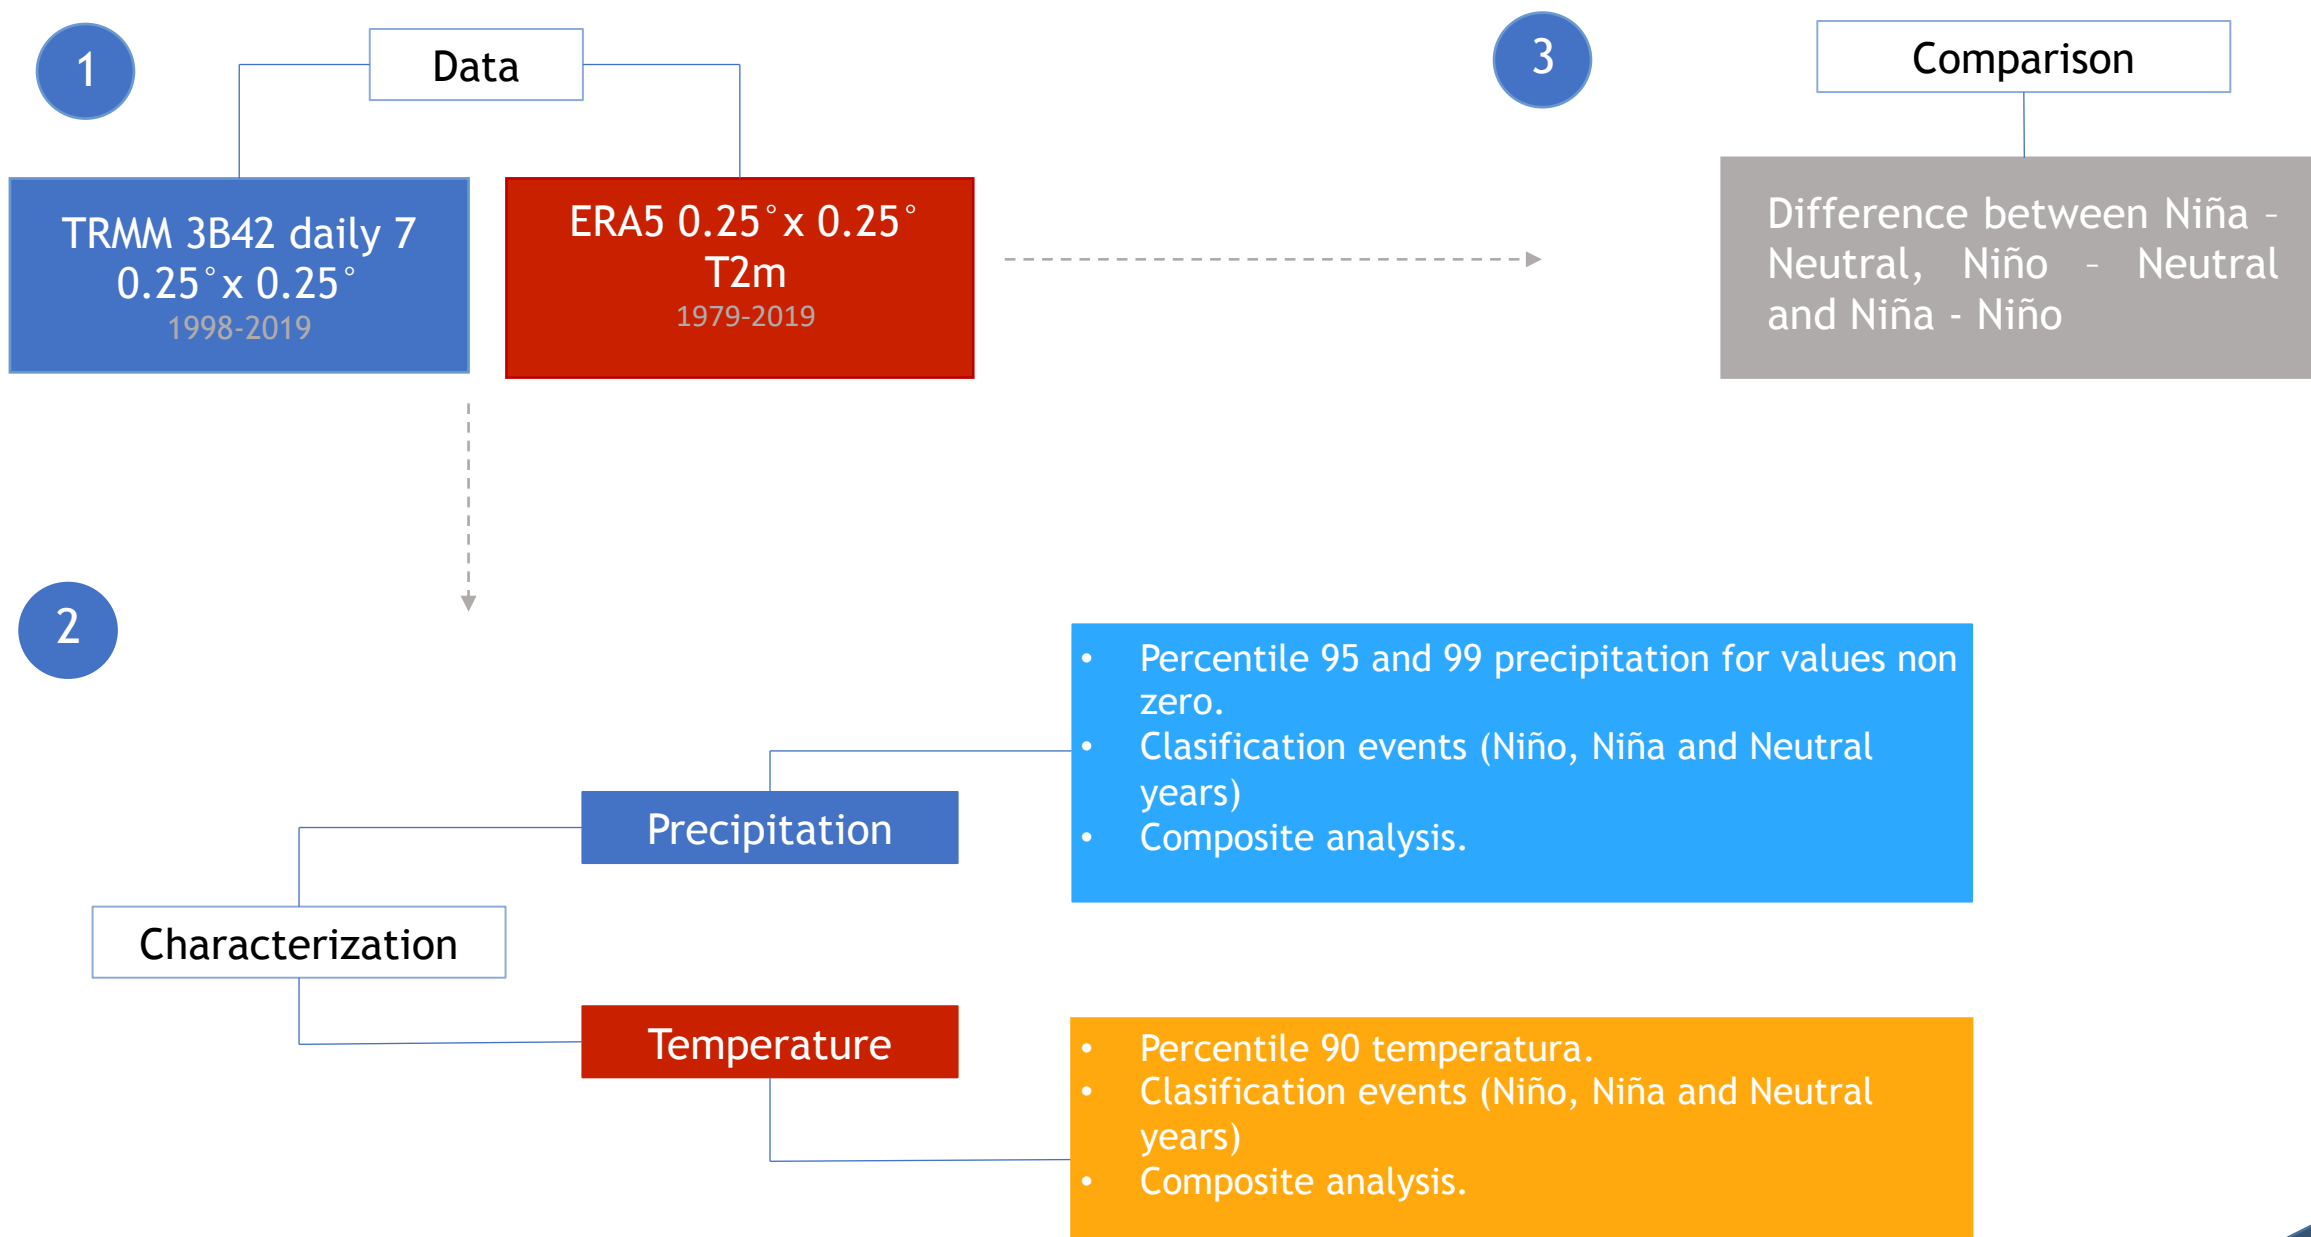 1
Data
TRMM 3B42 daily 7
0.25°x 0.25°
1998-2019
ERA5 0.25°x 0.25°
T2m
1979-2019
3
Comparison
Difference between Niña –
Neutral, Niño – Neutral
and Niña - Niño
2
Characterization
Precipitation
• Percentile 95 and 99 precipitation for values non
zero.
• Clasification events (Niño, Niña and Neutral
years)
• Composite analysis.
Temperature
• Percentile 90 temperatura.
• Clasification events (Niño, Niña and Neutral
years)
• Composite analysis.